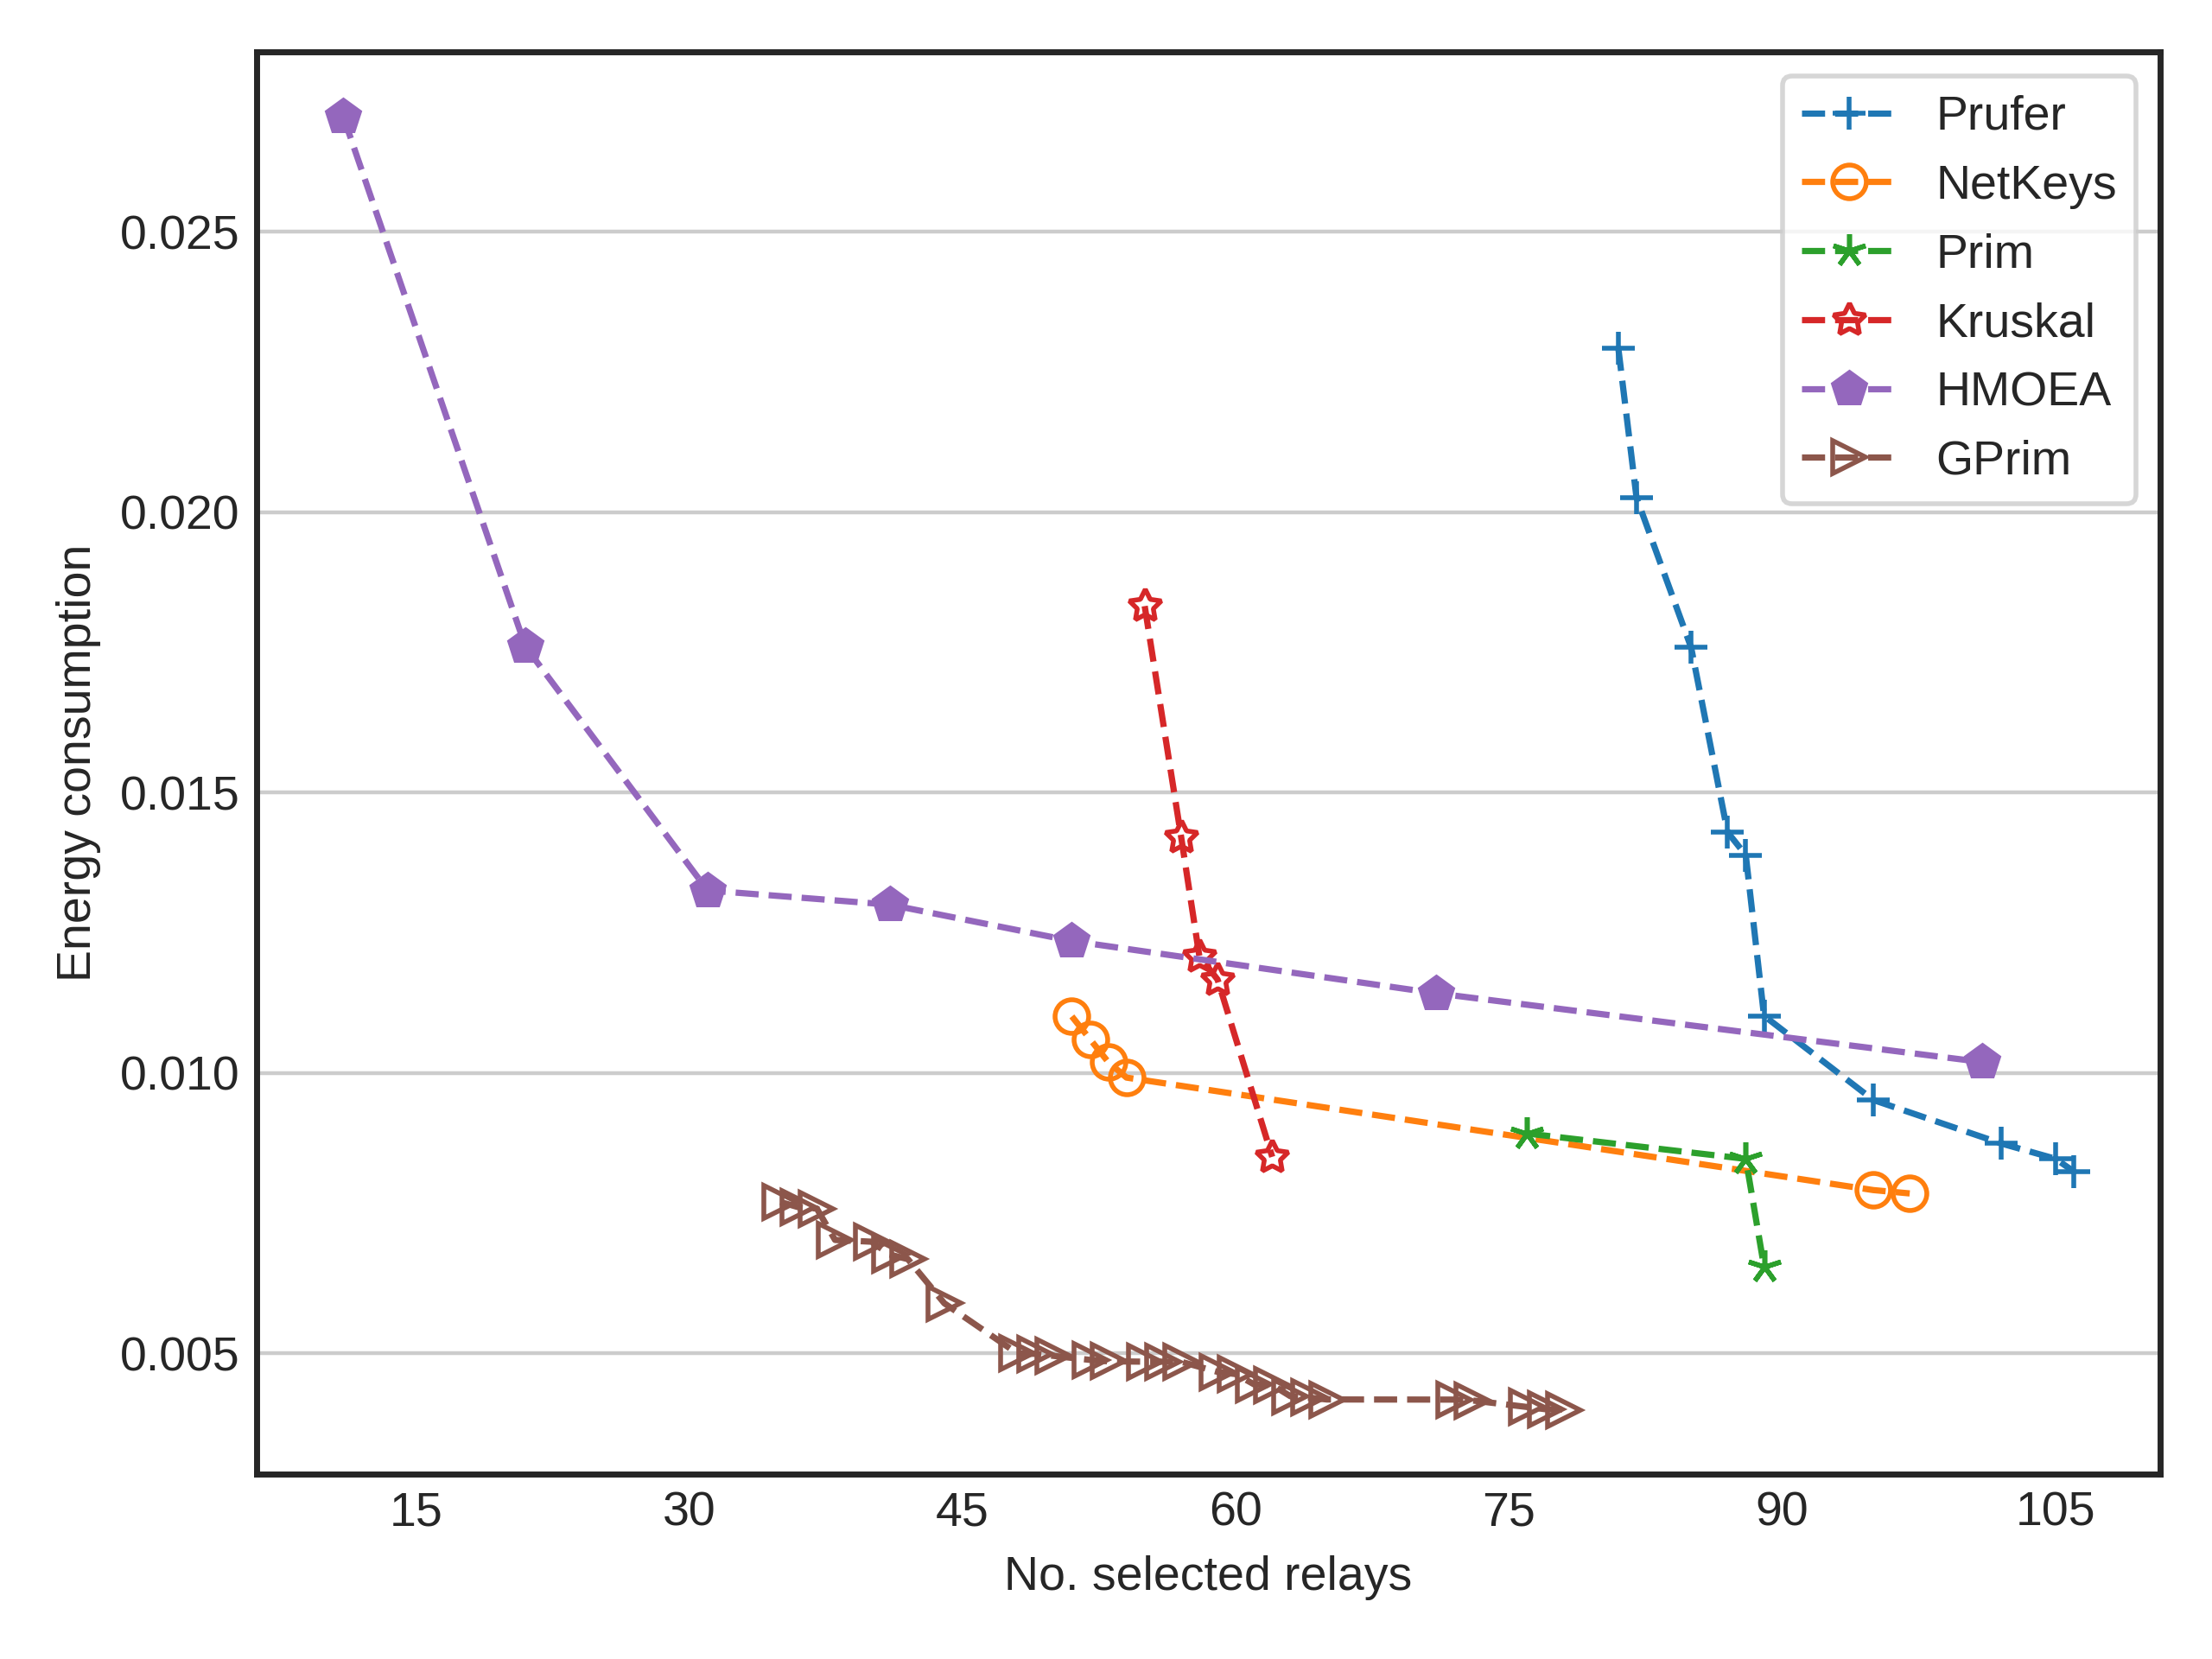 Prufer
NetKeys
Prim
Kruskal
HMOEA
GPrim
0.025
0.020
0.015
0.010
0.005
Energy consumption
15 30 45 60 75 90 105
No. selected relays